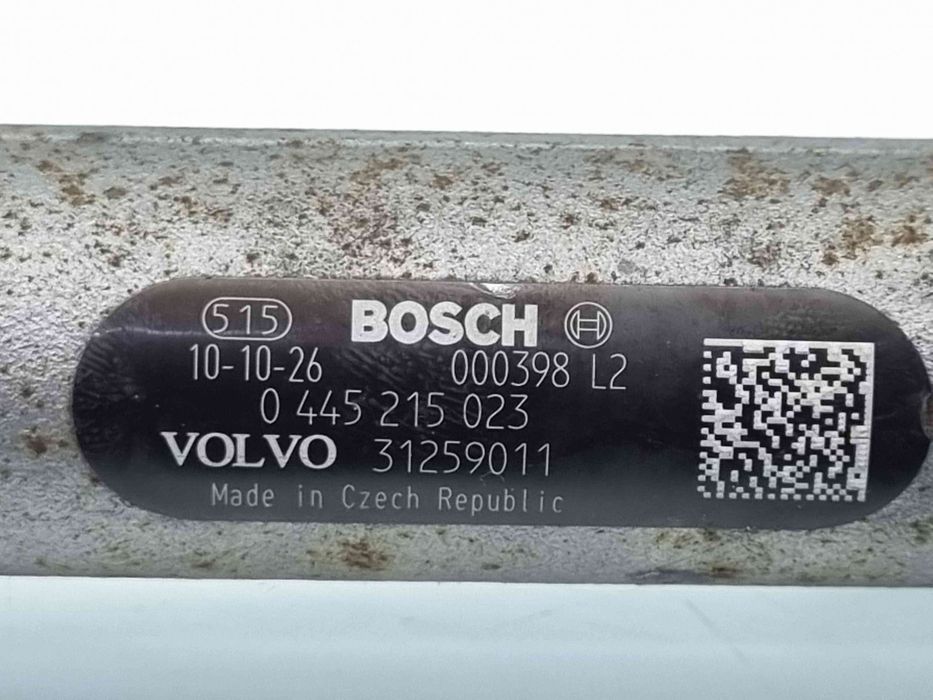 515 BOSCH
10-10-26 000398 L2
0 445 215 023
VOLVO 31259011
Made in Czech Republic